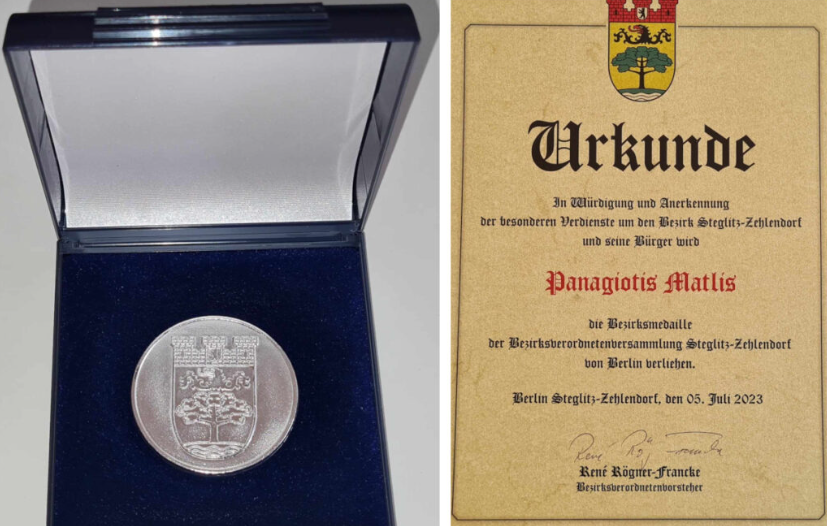 Urkunde
In Würdigung und Anerkennung
der besonderen Verdienste um den Bezirk Steglitz-Zehlendorf
und seine Bürger wird
Panagiotis Matlis
die Bezirksmedaille
der Bezirksverordnetenversammlung Steglitz-Zehlendorf
von Berlin verliehen.
Berlin Steglitz-Zehlendorf, den 05. Juli 2023
René Rögner-Francke
Bezirksverordnetenvorsteher